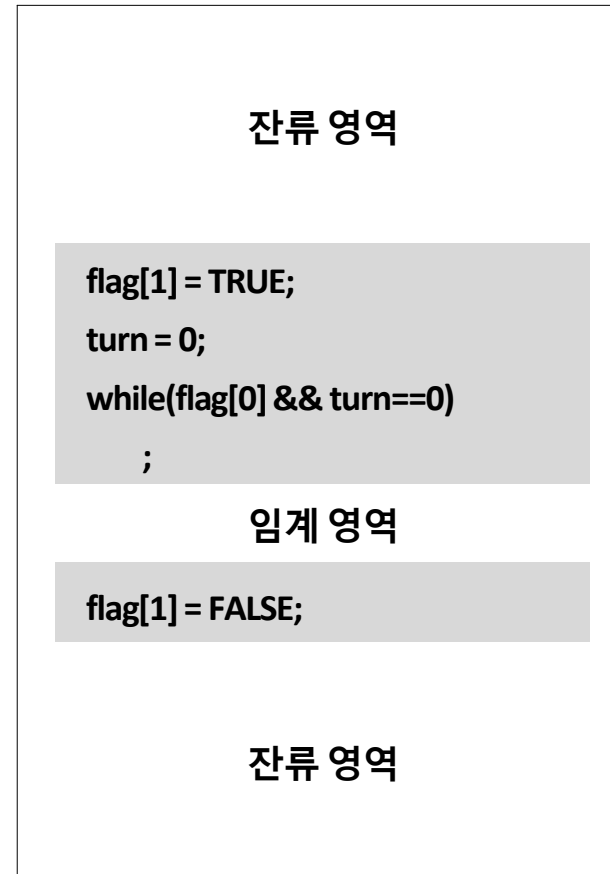 잔류 영역
flag[1] = TRUE;
turn = 0;
while(flag[0] && turn==0)
;
임계 영역
flag[1] = FALSE;
잔류 영역